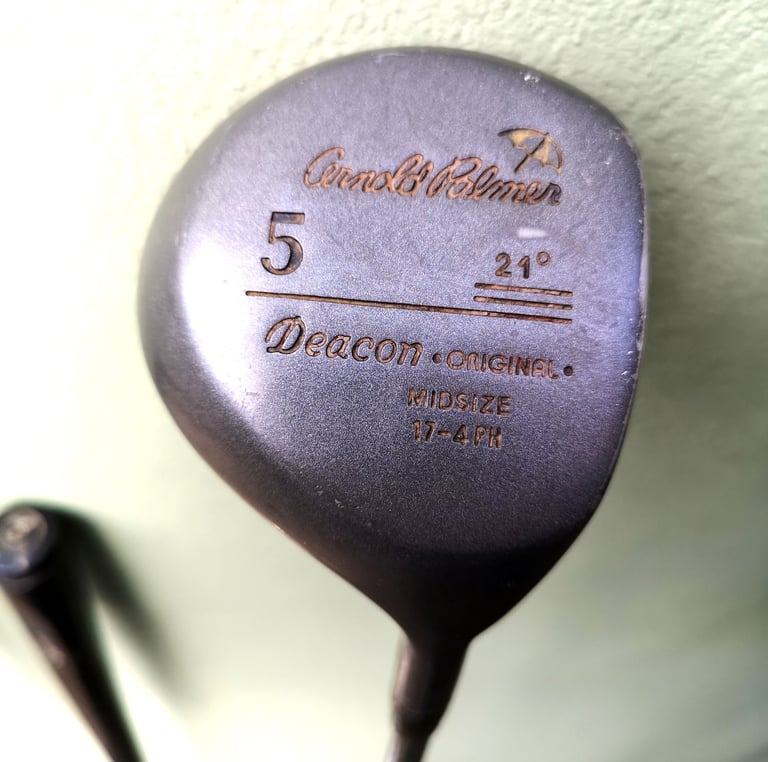 Arnold Palmer
5
21°
Deacon • ORIGINAL •
MIDSIZE
17-4 PH